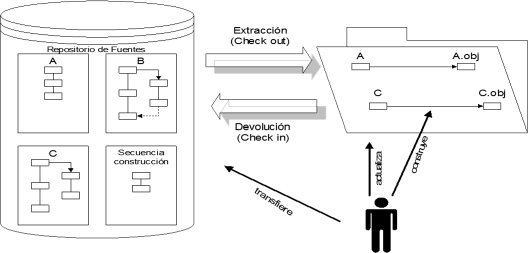 Repositorio de Fuentes
A
B
C
Secuencia
construcción
Extracción
(Check out)
Devolución
(Check in)
A
A.obj
C
C.obj
actualiza
construye
transfiere